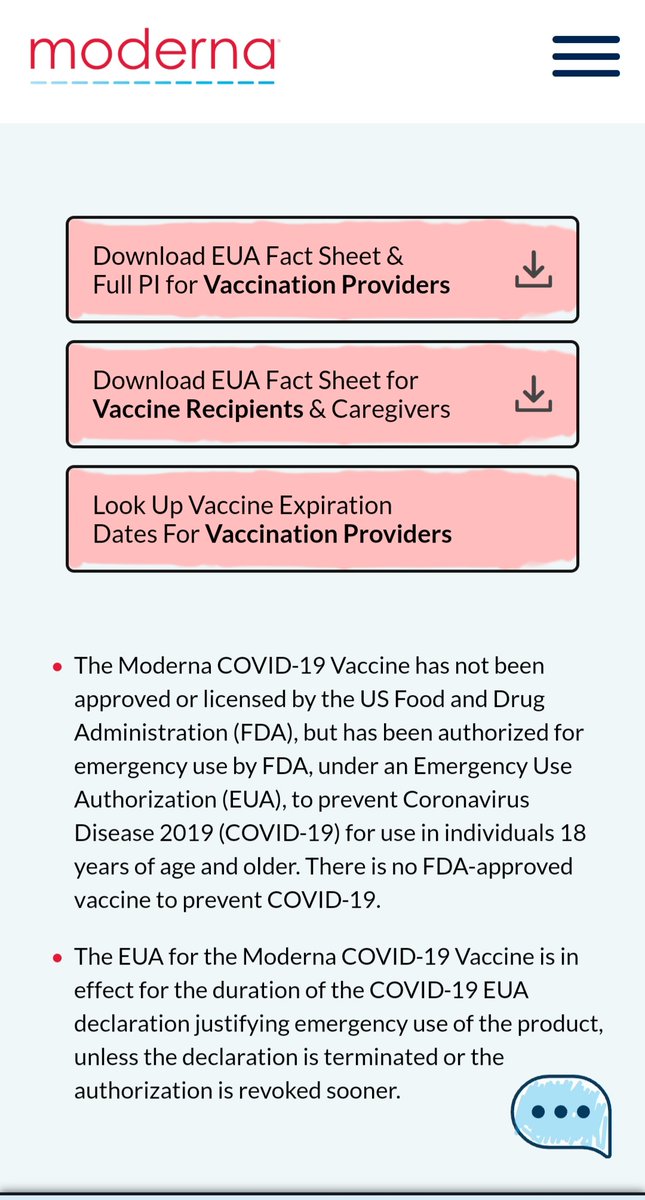 moderna
Download EUA Fact Sheet &
Full PI for Vaccination Providers
Download EUA Fact Sheet for
Vaccine Recipients & Caregivers
Look Up Vaccine Expiration
Dates For Vaccination Providers
• The Moderna COVID-19 Vaccine has not been
approved or licensed by the US Food and Drug
Administration (FDA), but has been authorized for
emergency use by FDA, under an Emergency Use
Authorization (EUA), to prevent Coronavirus
Disease 2019 (COVID-19) for use in individuals 18
years of age and older. There is no FDA-approved
vaccine to prevent COVID-19.
• The EUA for the Moderna COVID-19 Vaccine is in
effect for the duration of the COVID-19 EUA
declaration justifying emergency use of the product,
unless the declaration is terminated or the
authorization is revoked sooner.